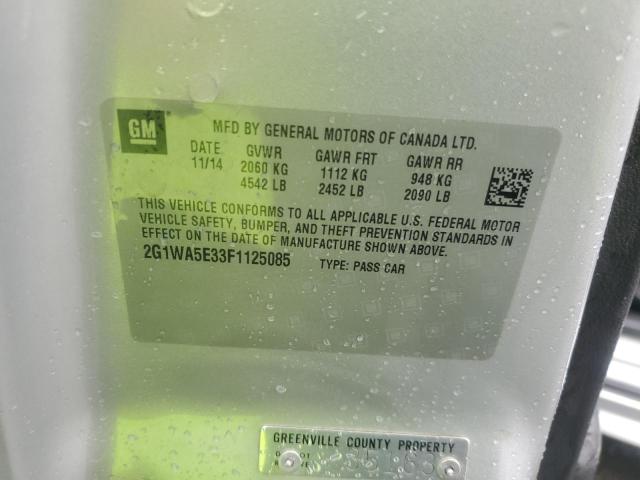 GM
MFD BY GENERAL MOTORS OF CANADA LTD.
DATE GVWR GAWR FRT GAWR RR
11/14 2060 KG 1112 KG 948 KG
4542 LB 2452 LB 2090 LB
THIS VEHICLE CONFORMS TO ALL APPLICABLE U.S. FEDERAL MOTOR
VEHICLE SAFETY, BUMPER, AND THEFT PREVENTION STANDARDS IN
EFFECT ON THE DATE OF MANUFACTURE SHOWN ABOVE.
2G1WA5E33F1125085 TYPE: PASS CAR
GREENVILLE COUNTY PROPERTY